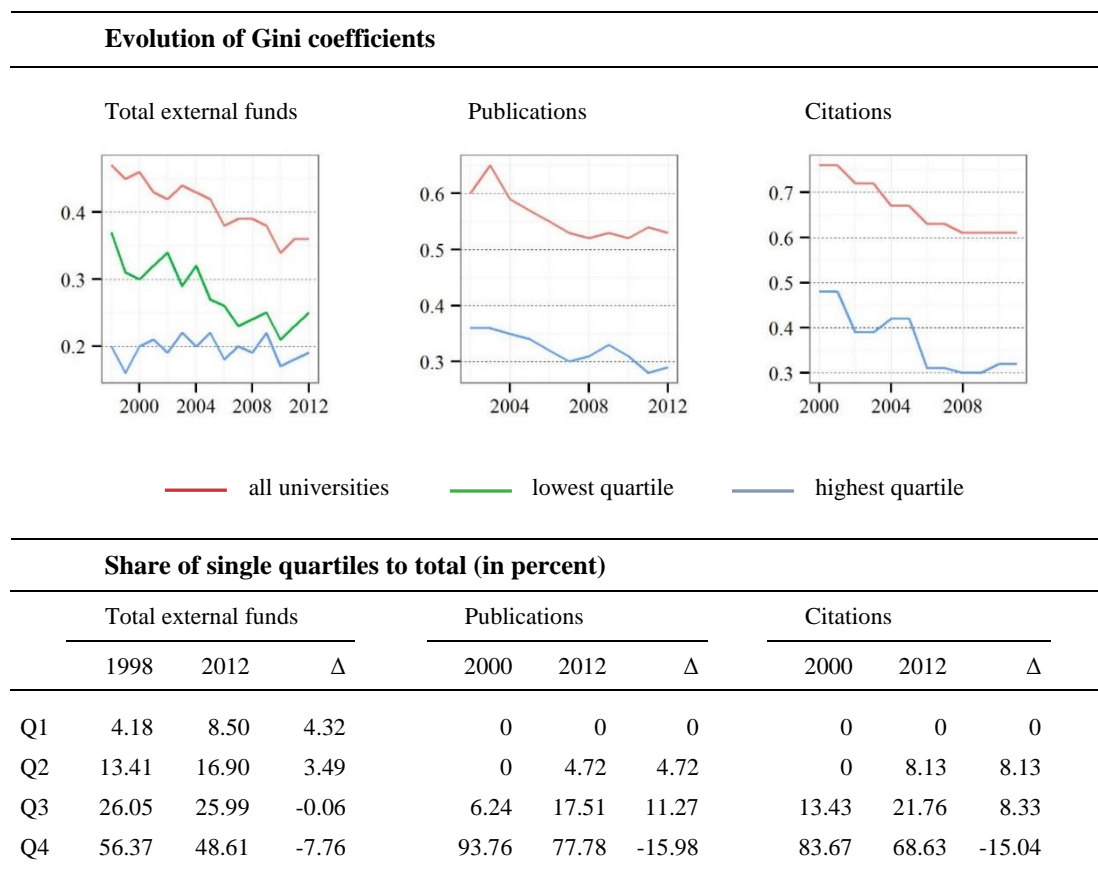 Evolution of Gini coefficients
Total external funds Publications Citations
0.4
0.3
0.2
2000 2004 2008 2012
0.6
0.5
0.4
0.3
2004 2008 2012
0.7
0.6
0.5
0.4
0.3
2000 2004 2008
all universities lowest quartile highest quartile
Share of single quartiles to total (in percent)
Total external funds Publications Citations
1998 2012 Δ 2000 2012 Δ 2000 2012 Δ
Q1 4.18 8.50 4.32 0 0 0 0 0 0
Q2 13.41 16.90 3.49 0 4.72 4.72 0 8.13 8.13
Q3 26.05 25.99 -0.06 6.24 17.51 11.27 13.43 21.76 8.33
Q4 56.37 48.61 -7.76 93.76 77.78 -15.98 83.67 68.63 -15.04